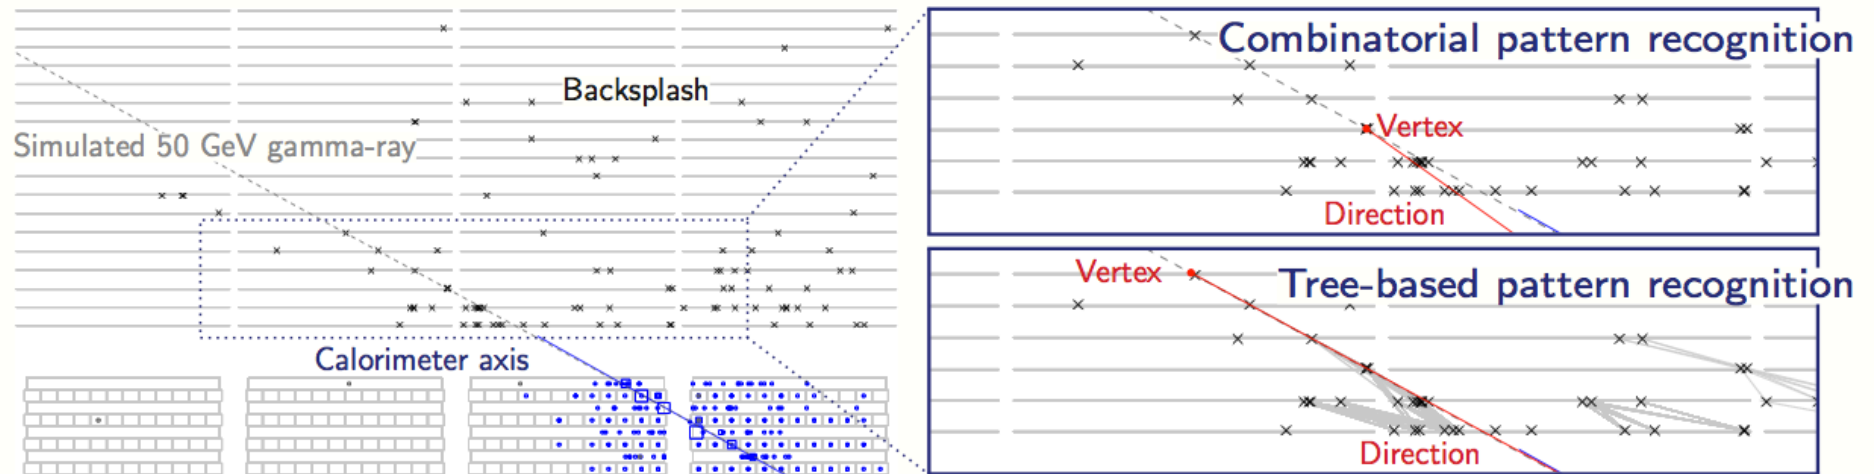 Backsplash
Simulated 50 GeV gamma-ray
Calorimeter axis
Combinatorial pattern recognition
Vertex
Direction
Vertex
Tree-based pattern recognition
Direction